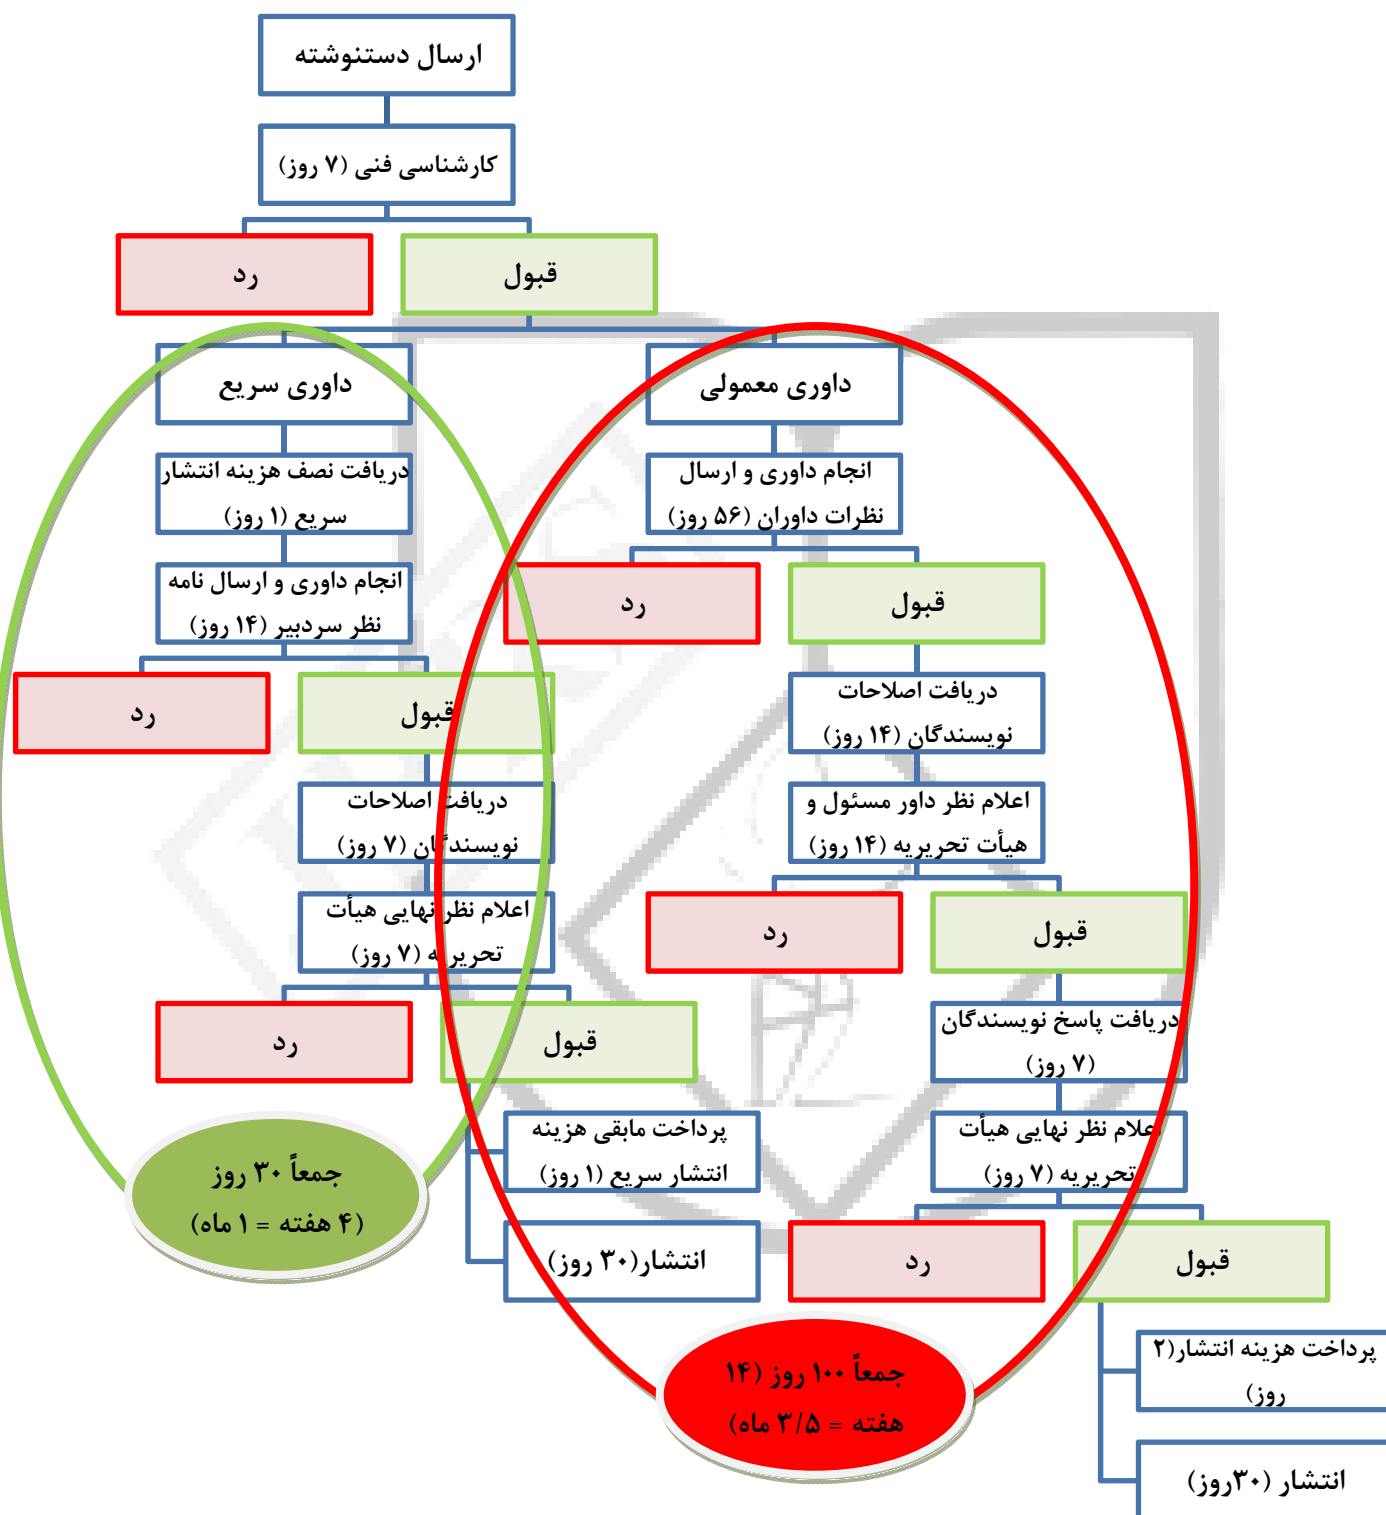 ارسال دستنوشته
کارشناسی فنی (۷ روز)
رد
قبول
داوری سریع
دریافت نصف هزینه انتشار
سریع (۱ روز)
انجام داوری و ارسال نامه
نظر سردبیر (۱۴ روز)
رد
قبول
دریافت اصلاحات
نویسندگان (۷ روز)
اعلام نظر نهایی هیأت
تحریریه (۷ روز)
رد
قبول
پرداخت مابقی هزینه
انتشار سریع (۱ روز)
انتشار(۳۰ روز)
جمعاً ۳۰ روز
(۴ هفته = ۱ ماه)
داوری معمولی
انجام داوری و ارسال
نظرات داوران (۵۶ روز)
رد
قبول
دریافت اصلاحات
نویسندگان (۱۴ روز)
اعلام نظر داور مسئول و
هیأت تحریریه (۱۴ روز)
رد
قبول
دریافت پاسخ نویسندگان
(۷ روز)
اعلام نظر نهایی هیأت
تحریریه (۷ روز)
رد
قبول
پرداخت هزینه انتشار(۲
روز)
انتشار (۳۰روز)
جمعاً ۱۰۰ روز (۱۴
هفته = ۳/۵ ماه)